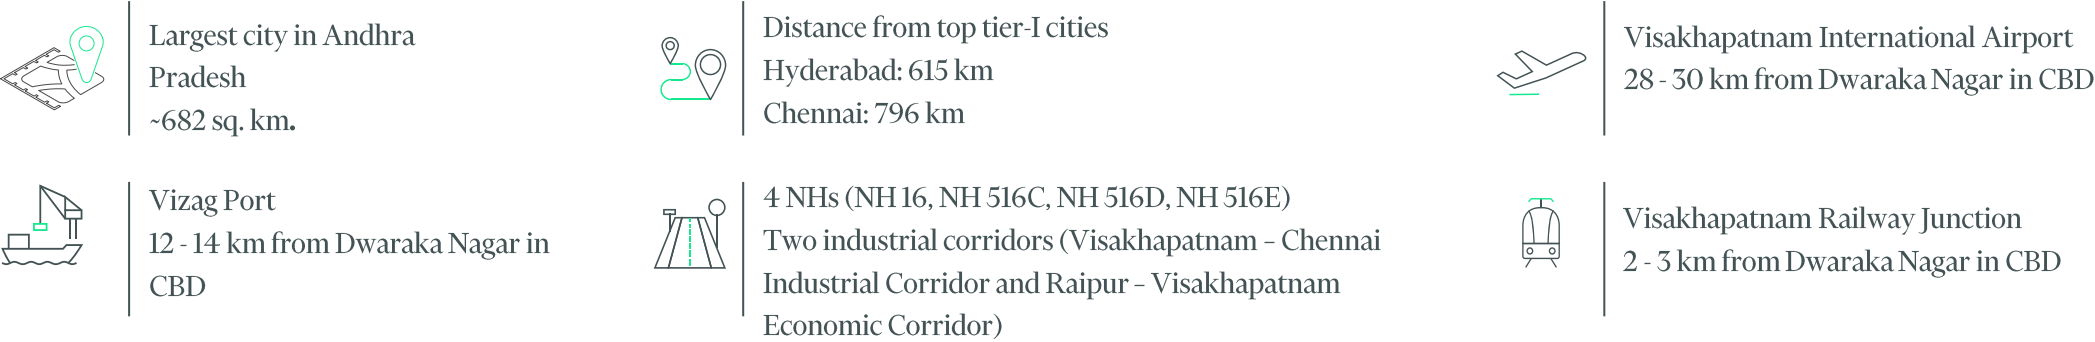 Largest city in Andhra
Pradesh
~682 sq. km.
Distance from top tier-I cities
Hyderabad: 615 km
Chennai: 796 km
Visakhapatnam International Airport
28 - 30 km from Dwaraka Nagar in CBD
Vizag Port
12 - 14 km from Dwaraka Nagar in
CBD
4 NHs (NH 16, NH 516C, NH 516D, NH 516E)
Two industrial corridors (Visakhapatnam – Chennai
Industrial Corridor and Raipur – Visakhapatnam
Economic Corridor)
Visakhapatnam Railway Junction
2 - 3 km from Dwaraka Nagar in CBD